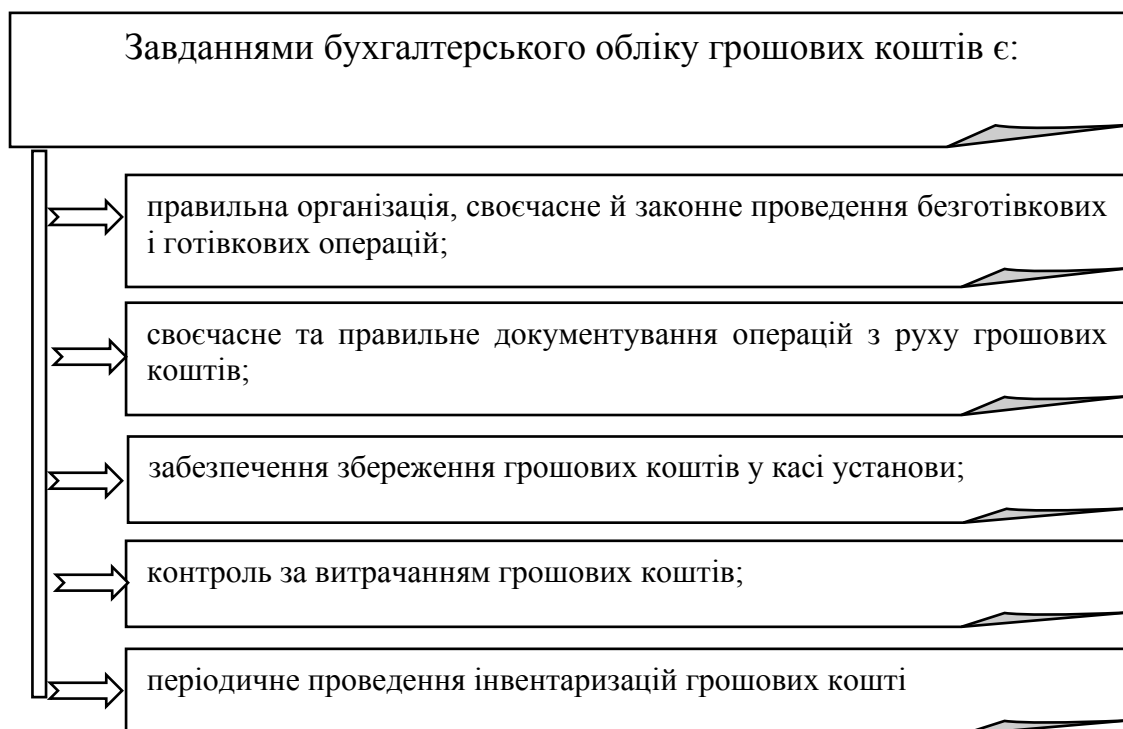 Завданнями бухгалтерського обліку грошових коштів є:
правильна організація, своєчасне й законне проведення безготівкових
і готівкових операцій;
своєчасне та правильне документування операцій з руху грошових
коштів;
забезпечення збереження грошових коштів у касі установи;
контроль за витрачанням грошових коштів;
періодичне проведення інвентаризацій грошових кошті